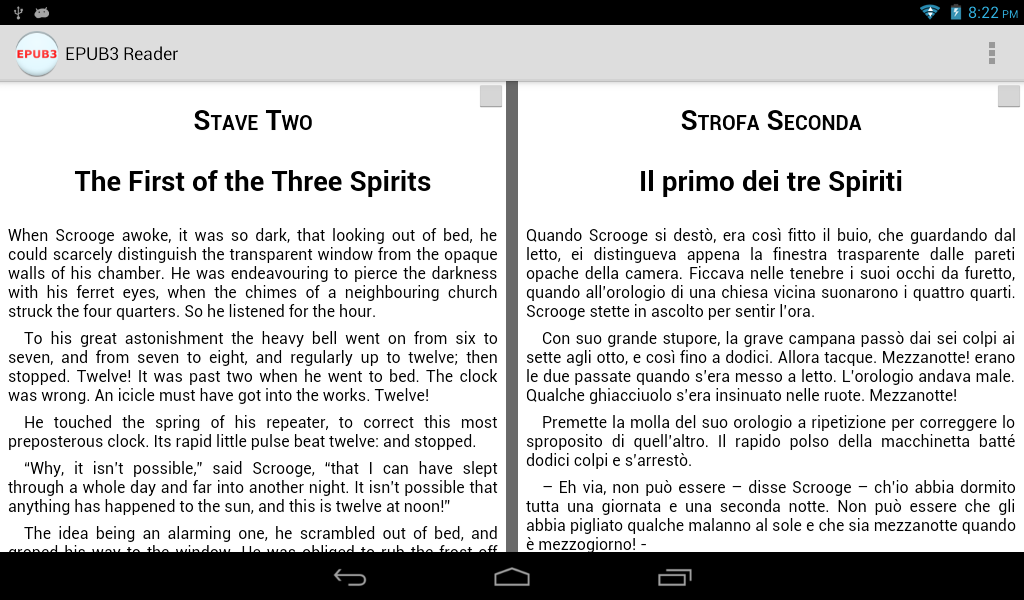 8:22 PM
EPUB3 EPUB3 Reader
Stave Two
The First of the Three Spirits
When Scrooge awoke, it was so dark, that looking out of bed, he
could scarcely distinguish the transparent window from the opaque
walls of his chamber. He was endeavouring to pierce the darkness
with his ferret eyes, when the chimes of a neighbouring church
struck the four quarters. So he listened for the hour.
To his great astonishment the heavy bell went on from six to
seven, and from seven to eight, and regularly up to twelve; then
stopped. Twelve! It was past two when he went to bed. The clock
was wrong. An icicle must have got into the works. Twelve!
He touched the spring of his repeater, to correct this most
preposterous clock. Its rapid little pulse beat twelve: and stopped.
“Why, it isn't possible,” said Scrooge, “that I can have slept
through a whole day and far into another night. It isn't possible that
anything has happened to the sun, and this is twelve at noon!”
The idea being an alarming one, he scrambled out of bed, and
groped his way to the window. He was obliged to rub the frost off
Strofa Seconda
Il primo dei tre Spiriti
Quando Scrooge si destò, era così fitto il buio, che guardando dal
letto, ei distingueva appena la finestra trasparente dalle pareti
opache della camera. Ficcava nelle tenebre i suoi occhi da furetto,
quando all'orologio di una chiesa vicina suonarono i quattro quarti.
Scrooge stette in ascolto per sentir l'ora.
Con suo grande stupore, la grave campana passò dai sei colpi ai
sette agli otto, e così fino a dodici. Allora tacque. Mezzanotte! erano
le due passate quando s'era messo a letto. L'orologio andava male.
Qualche ghiacciuolo s'era insinuato nelle ruote. Mezzanotte!
Premette la molla del suo orologio a ripetizione per correggere lo
sproposito di quell'altro. Il rapido polso della macchinetta batté
dodici colpi e s'arrestò.
– Eh via, non può essere – disse Scrooge – ch'io abbia dormito
tutta una giornata e una seconda notte. Non può essere che gli
abbia pigliato qualche malanno al sole e che sia mezzanotte quando
è mezzogiorno! -